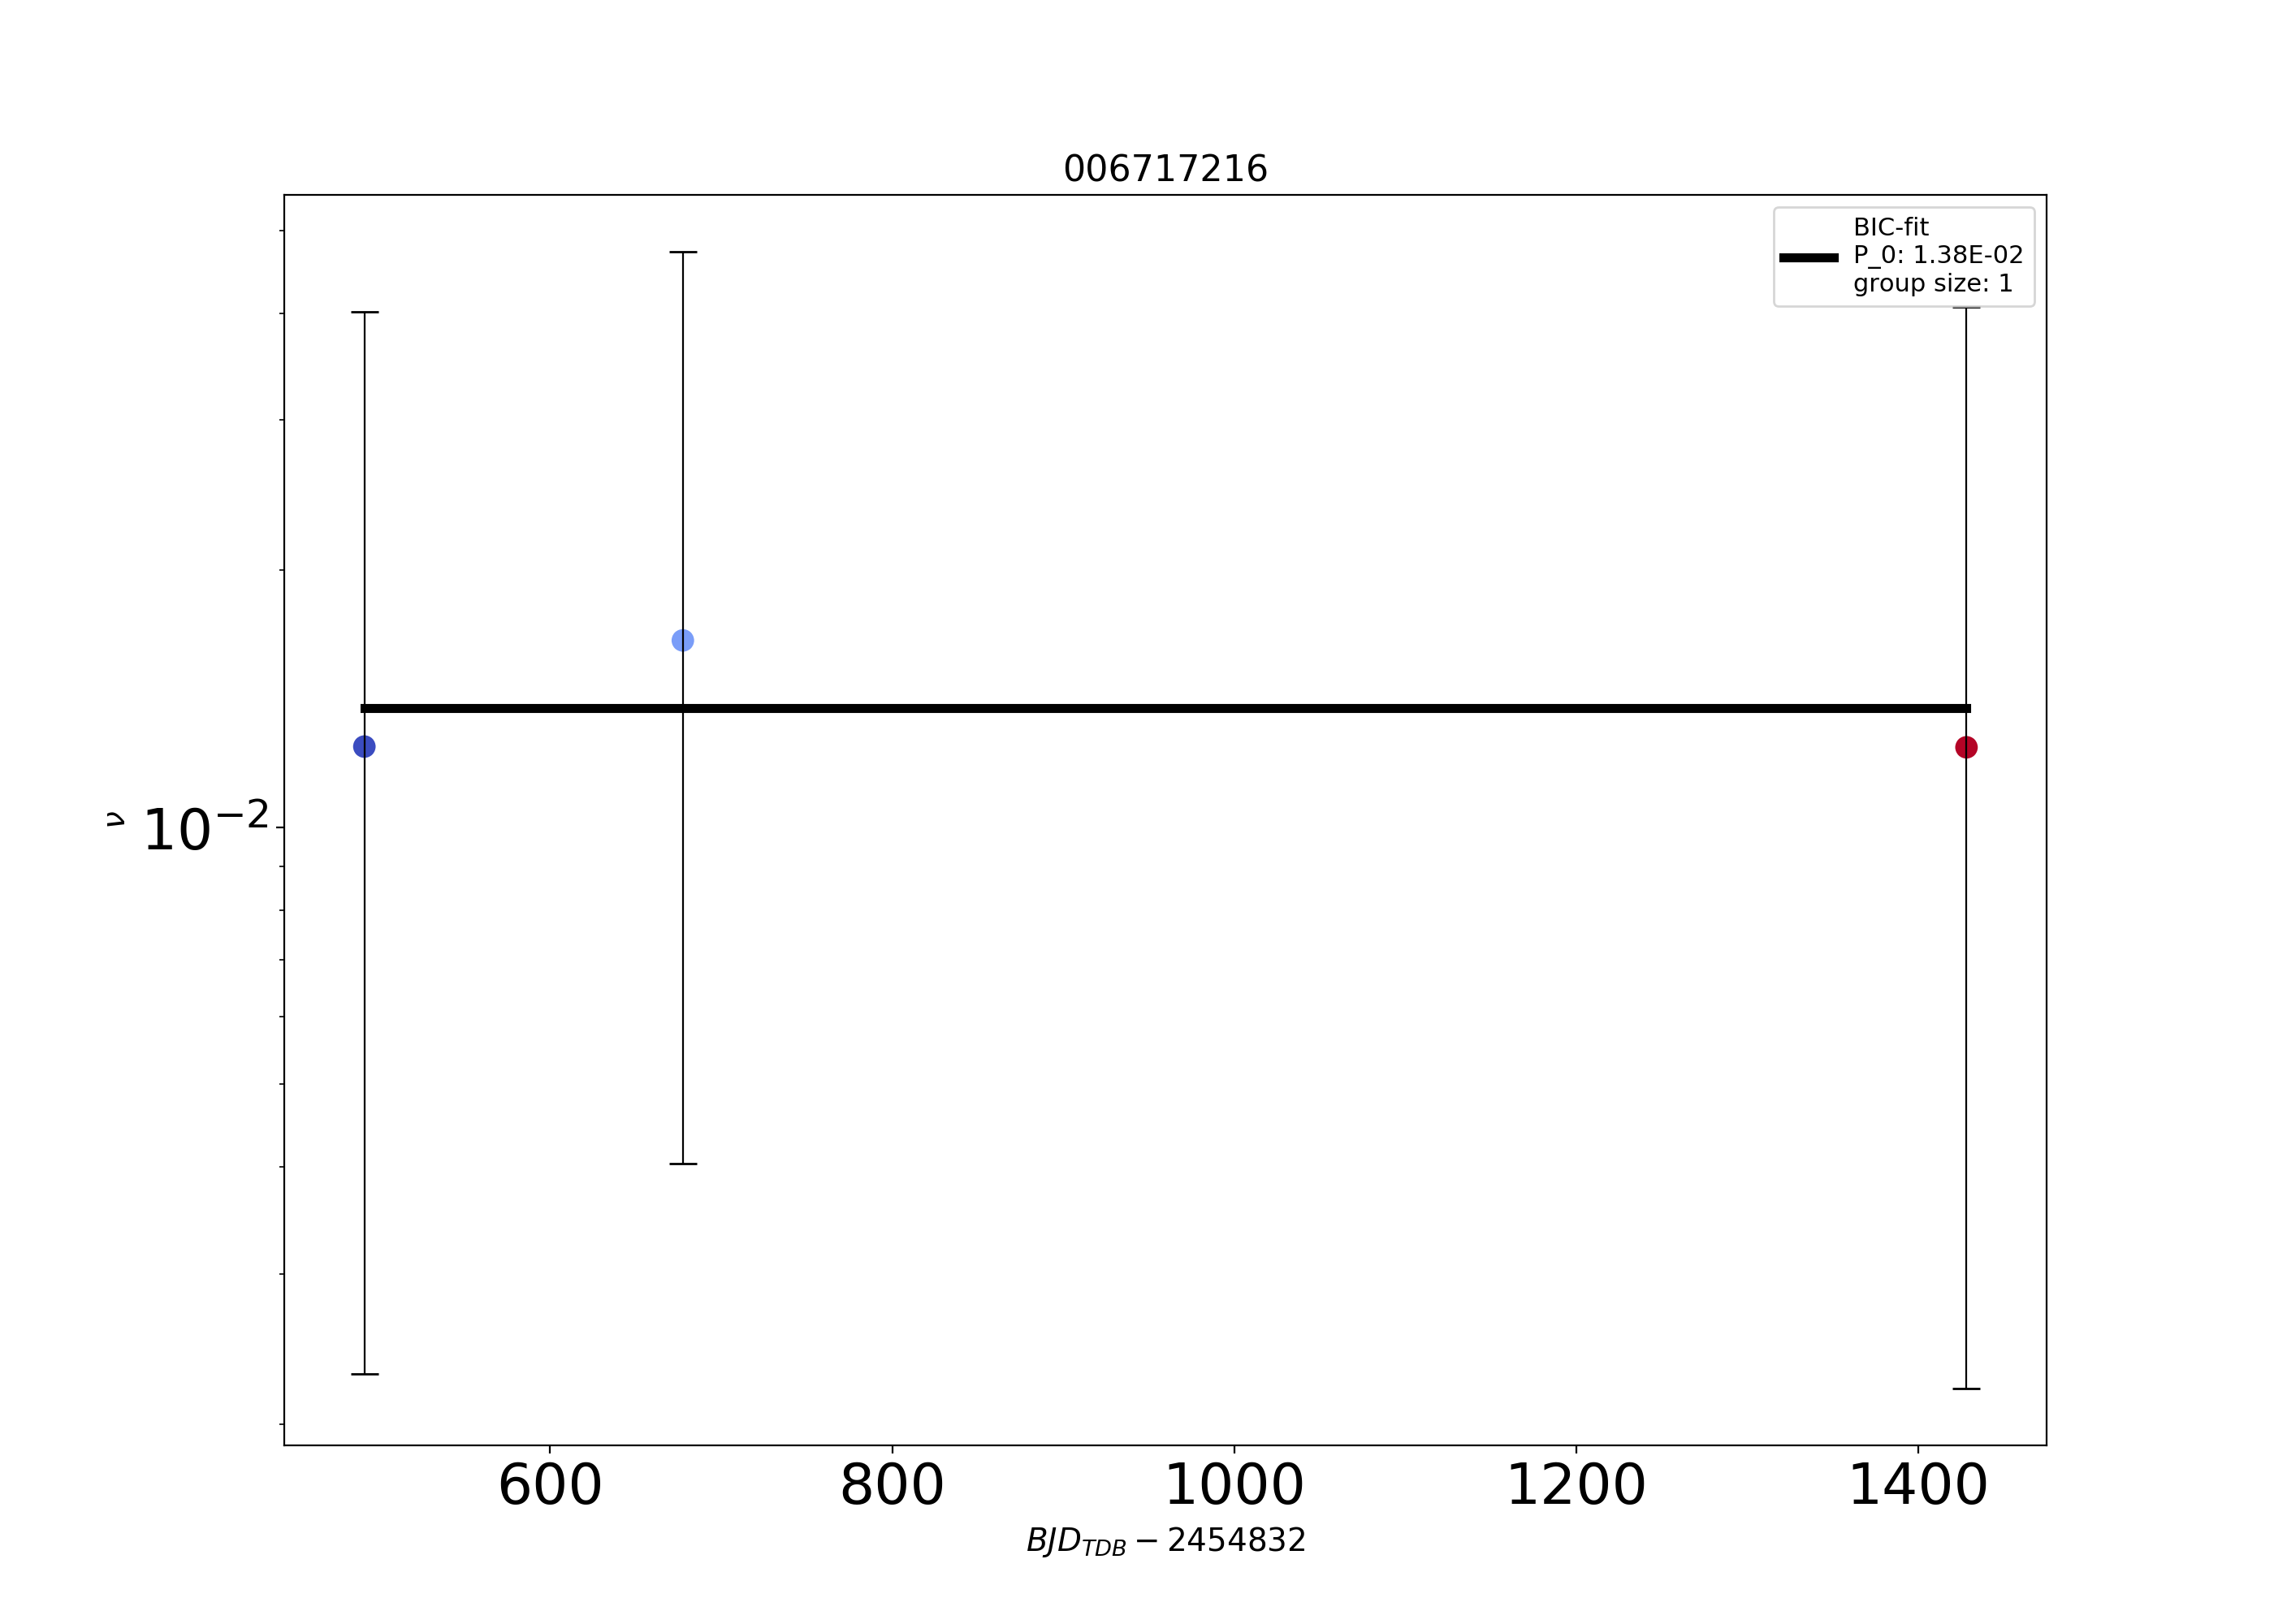 006717216
BIC-fit
P_0: 1.38E-02
group size: 1
ν
10⁻²
600 800 1000 1200 1400
BJD_TDB − 2454832